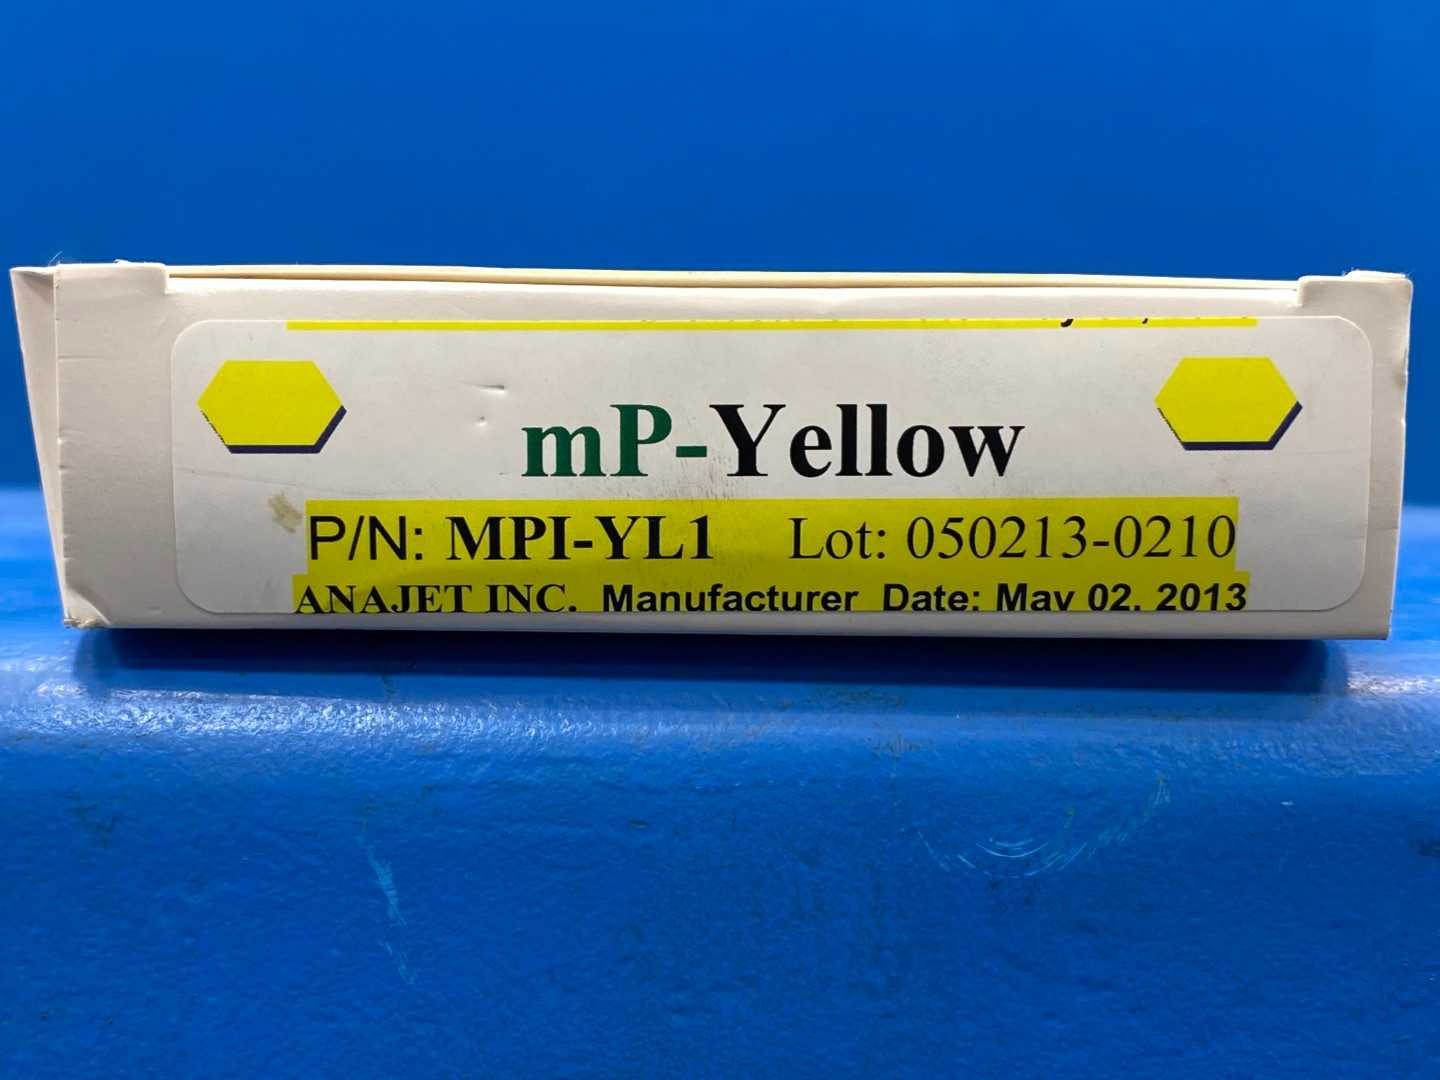 mP-Yellow
P/N: MPI-YL1 Lot: 050213-0210
ANAJET INC. Manufacturer Date: May 02, 2013